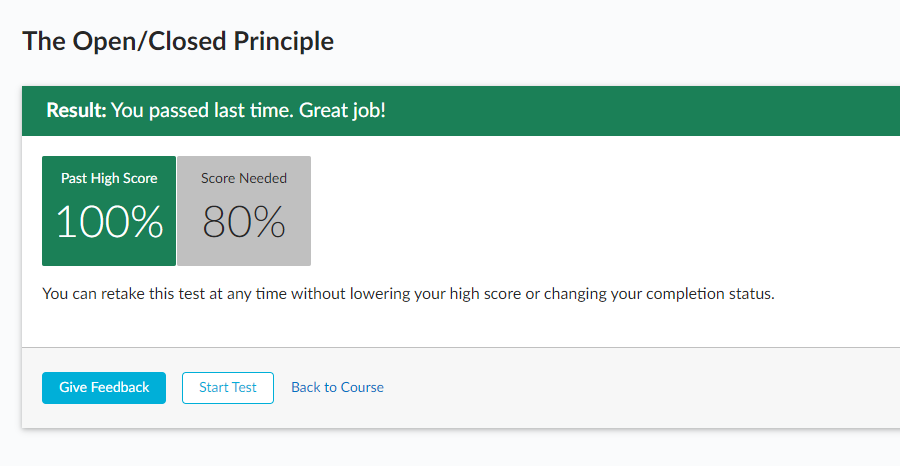 The Open/Closed Principle
Result: You passed last time. Great job!
Past High Score
100%
Score Needed
80%
You can retake this test at any time without lowering your high score or changing your completion status.
Give Feedback
Start Test
Back to Course